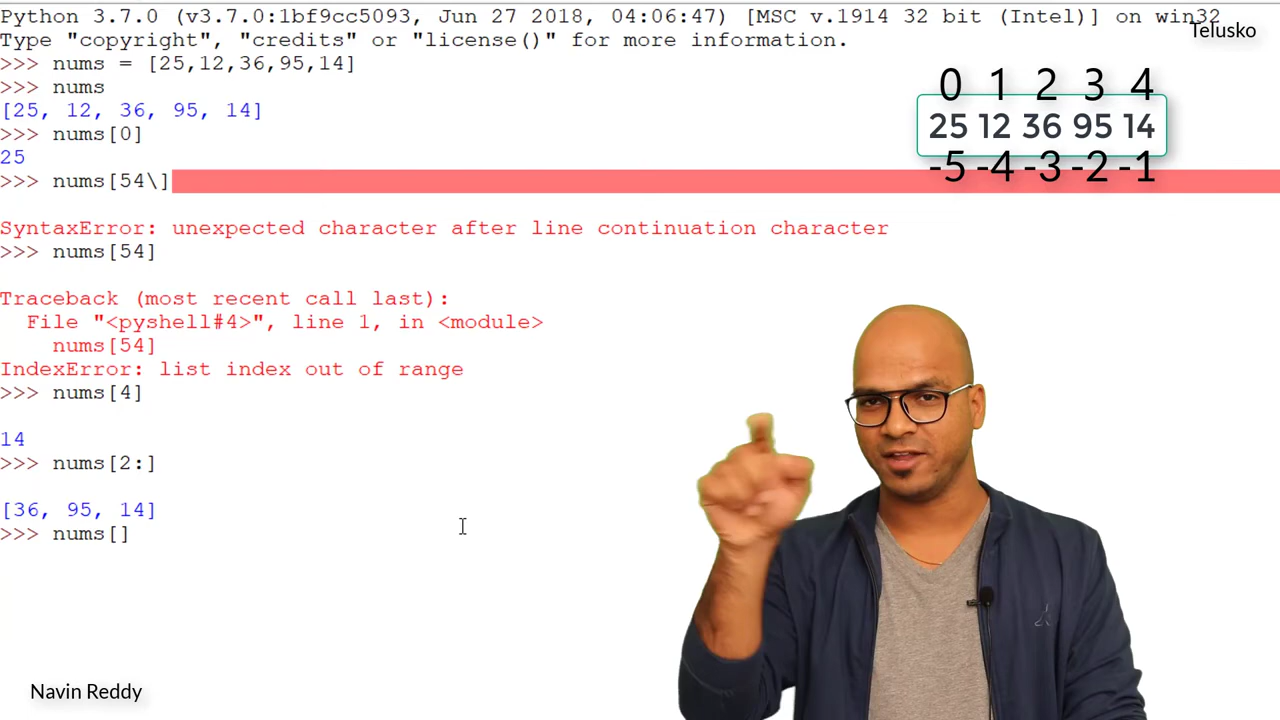 Python 3.7.0 (v3.7.0:1bf9cc5093, Jun 27 2018, 04:06:47) [MSC v.1914 32 bit (Intel)] on win32
Type "copyright", "credits" or "license()" for more information.
Telusko
>>> nums = [25,12,36,95,14]
>>> nums
[25, 12, 36, 95, 14]
>>> nums[0]
25
>>> nums[54\]
0 1 2 3 4
25 12 36 95 14
-5 -4 -3 -2 -1
SyntaxError: unexpected character after line continuation character
>>> nums[54]
Traceback (most recent call last):
File "<pyshell#4>", line 1, in <module>
nums[54]
IndexError: list index out of range
>>> nums[4]
14
>>> nums[2:]
[36, 95, 14]
>>> nums[]
Navin Reddy